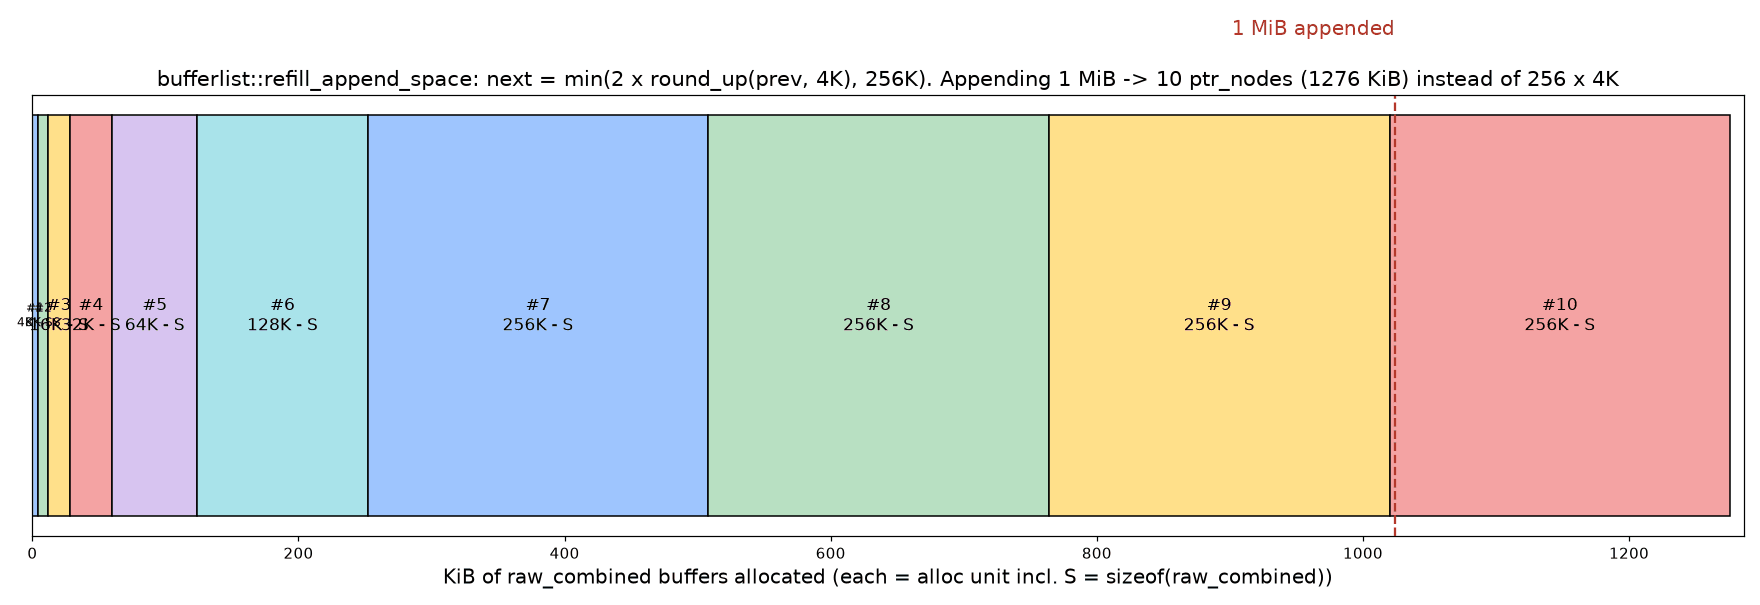 1 MiB appended
bufferlist::refill_append_space: next = min(2 x round_up(prev, 4K), 256K). Appending 1 MiB -> 10 ptr_nodes (1276 KiB) instead of 256 x 4K
#3
#4
#5
64K - S
#6
128K - S
#7
256K - S
#8
256K - S
#9
256K - S
#10
256K - S
0
200
400
600
800
1000
1200
KiB of raw_combined buffers allocated (each = alloc unit incl. S = sizeof(raw_combined))